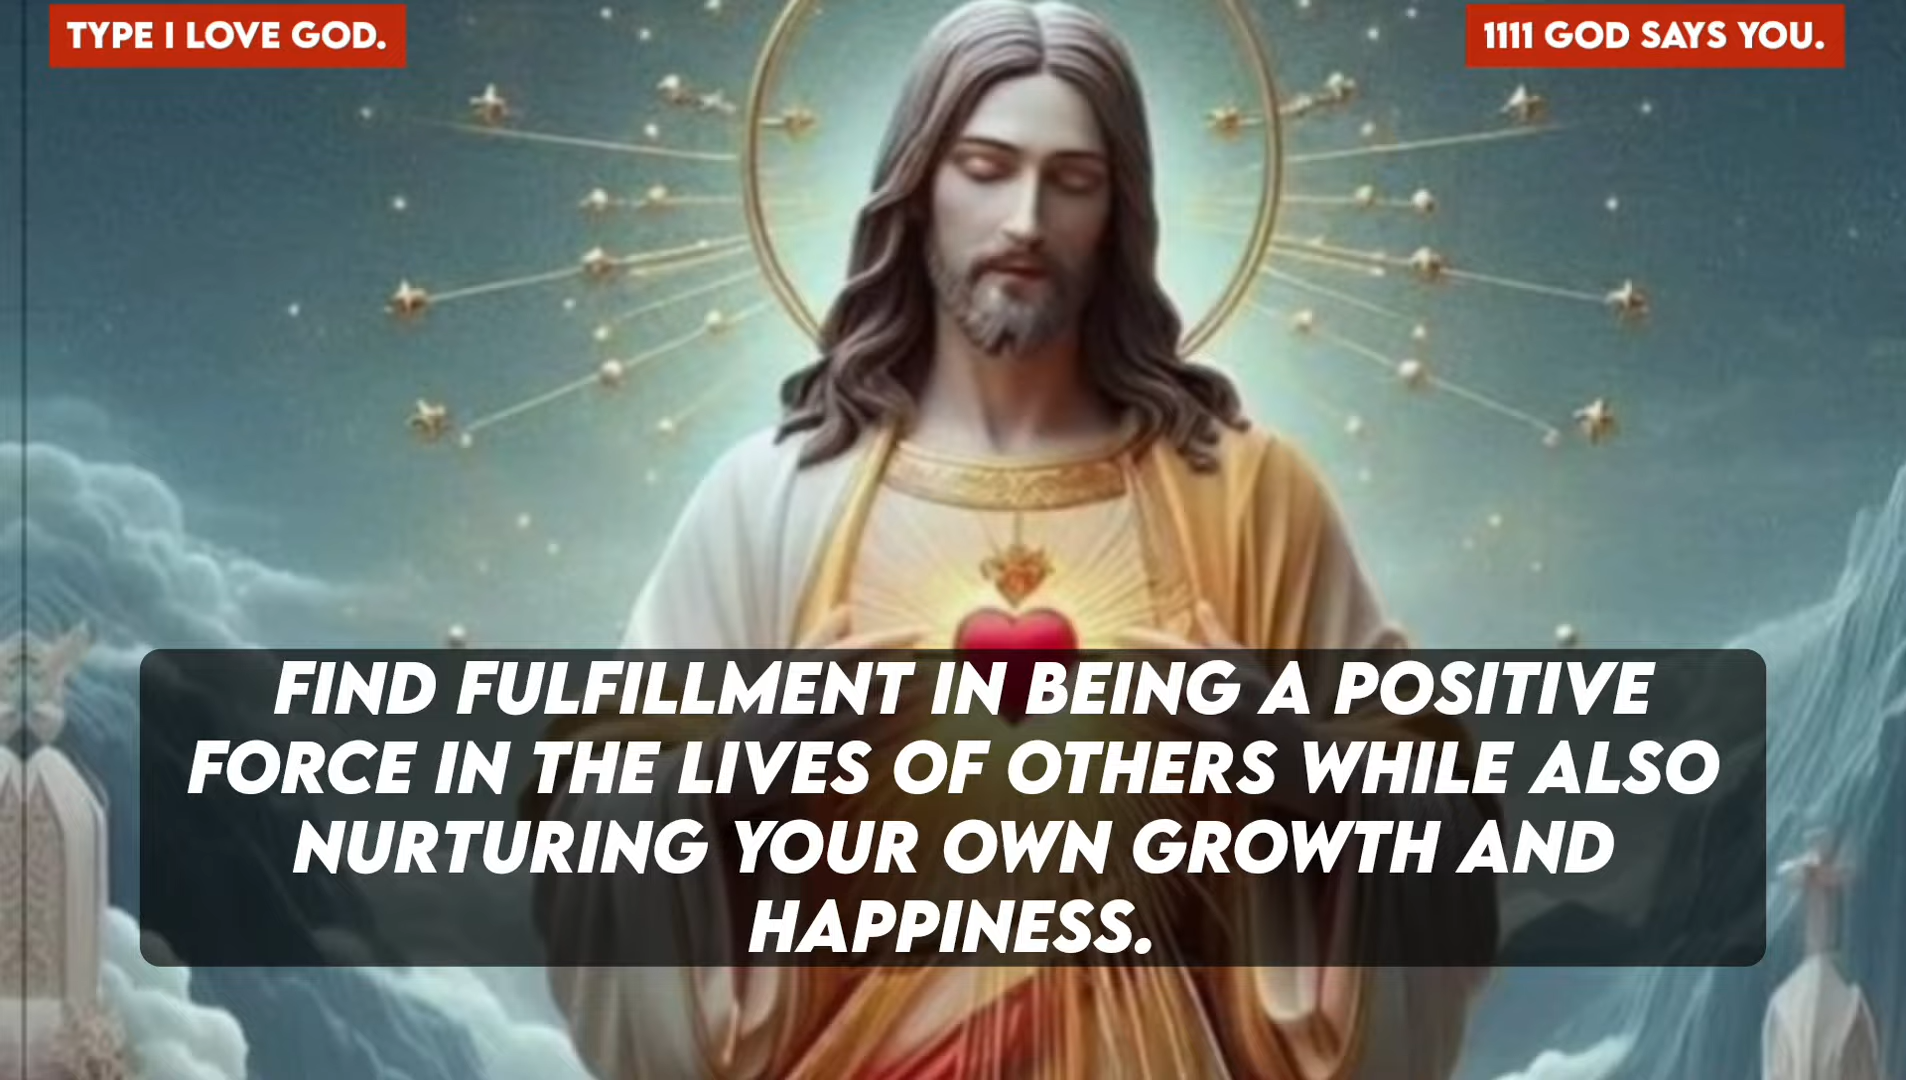 TYPE I LOVE GOD.
1111 GOD SAYS YOU.
FIND FULFILLMENT IN BEING A POSITIVE
FORCE IN THE LIVES OF OTHERS WHILE ALSO
NURTURING YOUR OWN GROWTH AND
HAPPINESS.